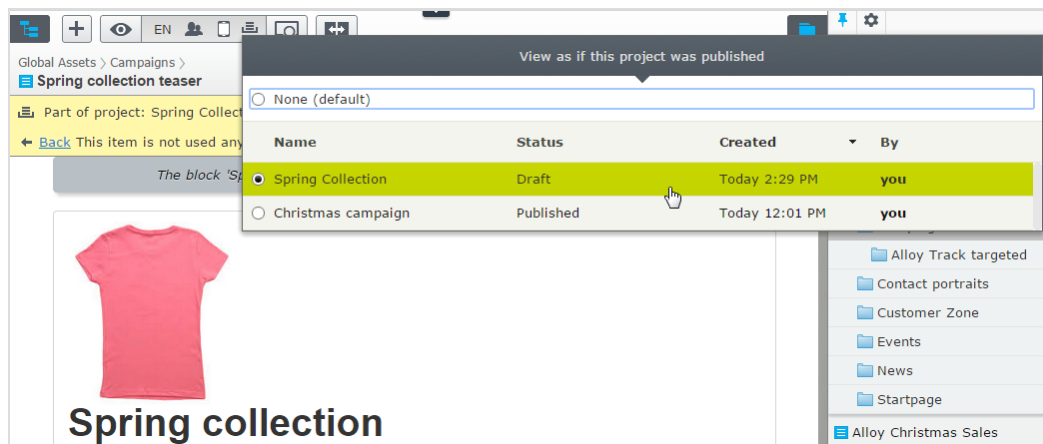 EN
View as if this project was published
Global Assets > Campaigns >
Spring collection teaser
None (default)
Part of project: Spring Collect
Back This item is not used any
Name Status Created By
The block 'Sp
Spring Collection Draft Today 2:29 PM you
Christmas campaign Published Today 12:01 PM you
Alloy Track targeted
Contact portraits
Customer Zone
Events
News
Startpage
Spring collection
Alloy Christmas Sales